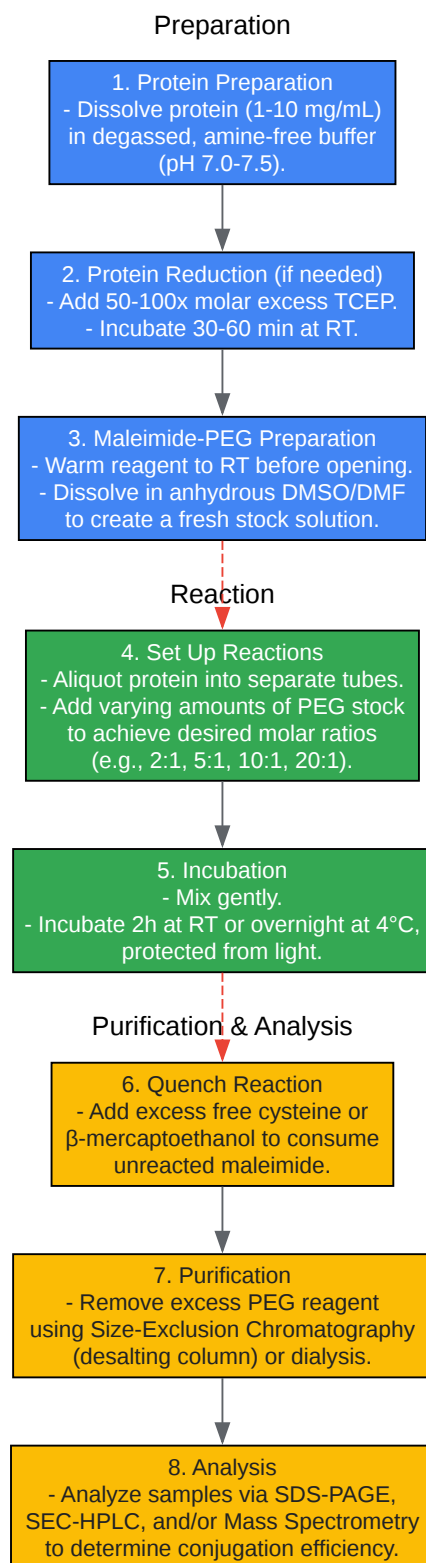 Preparation
1. Protein Preparation
- Dissolve protein (1-10 mg/mL)
in degassed, amine-free buffer
(pH 7.0-7.5).
2. Protein Reduction (if needed)
- Add 50-100x molar excess TCEP.
- Incubate 30-60 min at RT.
3. Maleimide-PEG Preparation
- Warm reagent to RT before opening.
- Dissolve in anhydrous DMSO/DMF
to create a fresh stock solution.
Reaction
4. Set Up Reactions
- Aliquot protein into separate tubes.
- Add varying amounts of PEG stock
to achieve desired molar ratios
(e.g., 2:1, 5:1, 10:1, 20:1).
5. Incubation
- Mix gently.
- Incubate 2h at RT or overnight at 4°C,
protected from light.
Purification & Analysis
6. Quench Reaction
- Add excess free cysteine or
β-mercaptoethanol to consume
unreacted maleimide.
7. Purification
- Remove excess PEG reagent
using Size-Exclusion Chromatography
(desalting column) or dialysis.
8. Analysis
- Analyze samples via SDS-PAGE,
SEC-HPLC, and/or Mass Spectrometry
to determine conjugation efficiency.